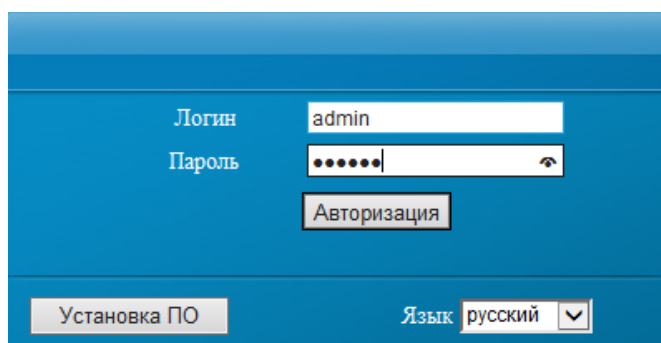 Логин admin
Пароль ••••••
Авторизация
Установка ПО Язык русский